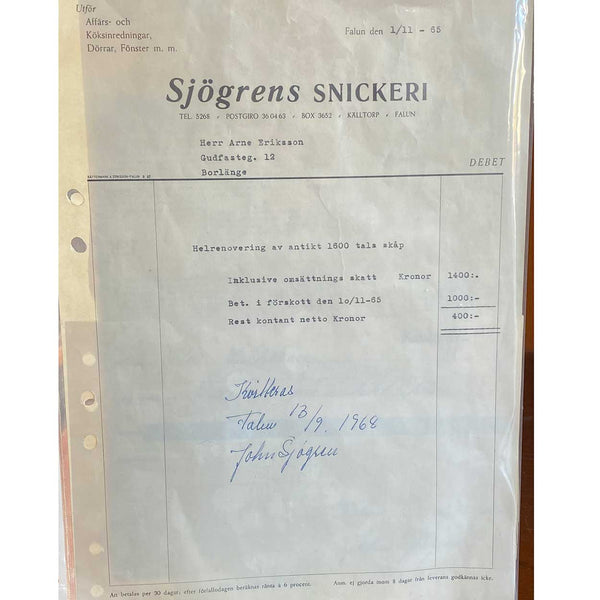 Utför
Affärs- och
Köksinredningar,
Dörrar, Fönster m. m.
Falun den 1/11 - 65
Sjögrens SNICKERI
TEL. 5268 • POSTGIRO 36 04 63 • BOX 3652 • KÄLLTORP • FALUN
Herr Arne Eriksson
Gudfasteg. 12
Borlänge
DEBET
Helrenovering av antikt 1600 tals skåp
Inklusive omsättnings skatt Kronor 1400:-
Bet. i förskott den 1o/11-65 1000:-
Rest kontant netto Kronor 400:-
Kvitteras
Falun 13/9 1968
John Sjögren
Att betalas per 30 dagar; efter förfallodagen beräknas ränta à 6 procent.
Anm. ej gjorda inom 8 dagar från leverans godkännas icke.